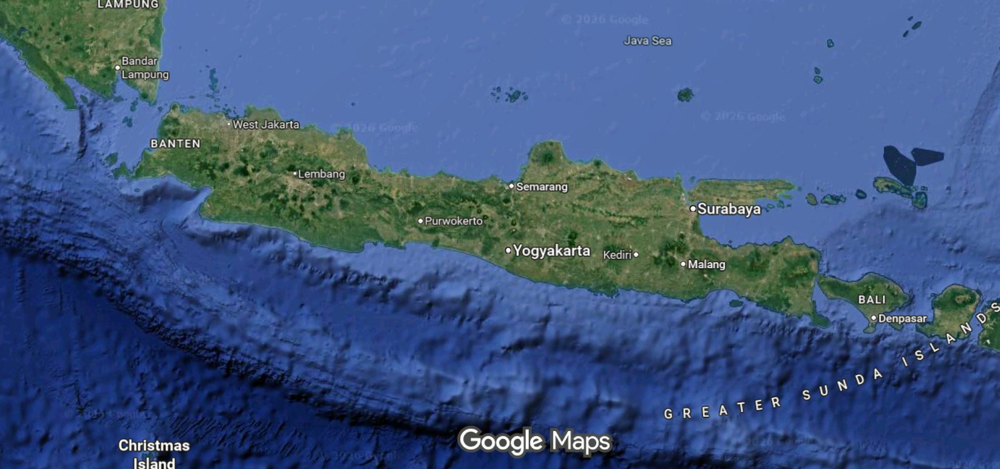 LAMPUNG
© 2026 Google
Java Sea
Bandar
Lampung
© 2026 Google
West Jakarta
2026 Google
BANTEN
Lembang
Semarang
Surabaya
Purwokerto
Yogyakarta
Kediri
Malang
BALI
Denpasar
GREATER SUNDA ISLANDS
Google Maps
Christmas
Island